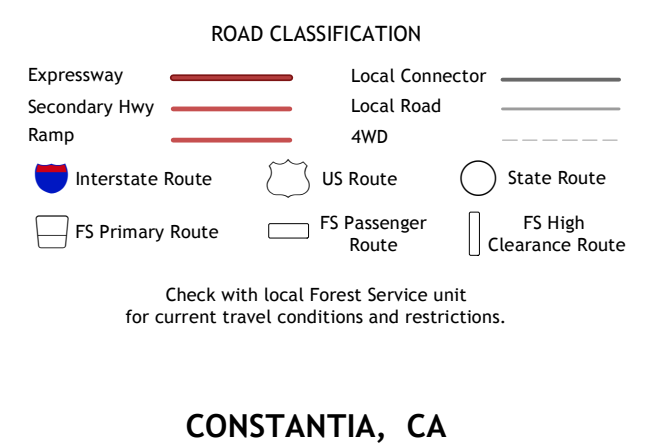 ROAD CLASSIFICATION
Expressway
Local Connector
Secondary Hwy
Local Road
Ramp
4WD
Interstate Route
US Route
State Route
FS Primary Route
FS Passenger
Route
FS High
Clearance Route
Check with local Forest Service unit
for current travel conditions and restrictions.
CONSTANTIA, CA